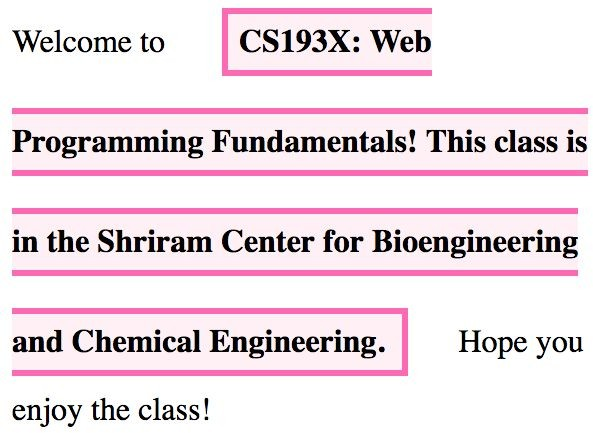 Welcome to CS193X: Web
Programming Fundamentals! This class is
in the Shriram Center for Bioengineering
and Chemical Engineering. Hope you
enjoy the class!